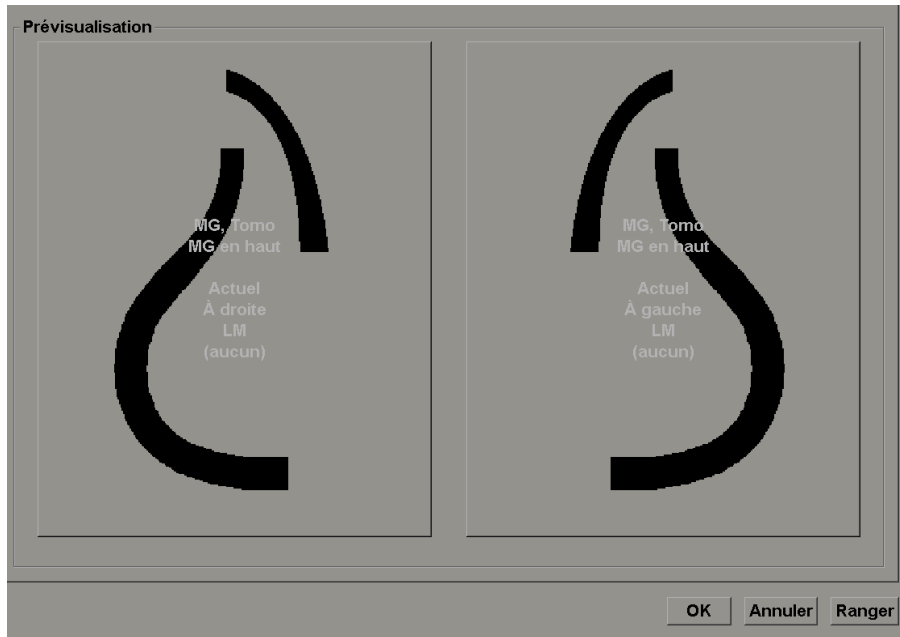 Prévisualisation
MG, Tomo
MG en haut
Actuel
À droite
LM
(aucun)
MG, Tomo
MG en haut
Actuel
À gauche
LM
(aucun)
OK
Annuler
Ranger